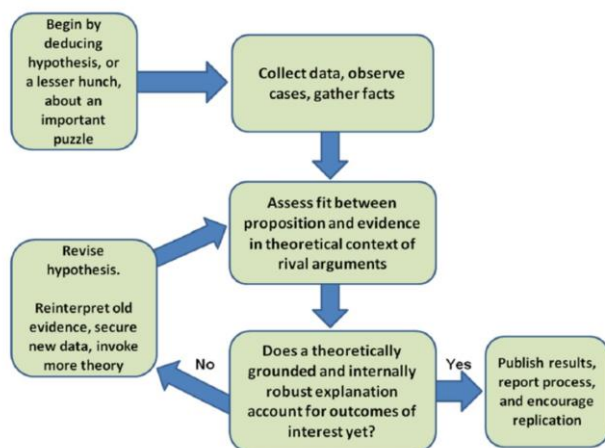 Begin by
deducing
hypothesis, or
a lesser hunch,
about an
important
puzzle
Collect data, observe
cases, gather facts
Assess fit between
proposition and evidence
in theoretical context of
rival arguments
Revise
hypothesis.
Reinterpret old
evidence, secure
new data, invoke
more theory
No
Does a theoretically
grounded and internally
robust explanation
account for outcomes of
interest yet?
Yes
Publish results,
report process,
and encourage
replication